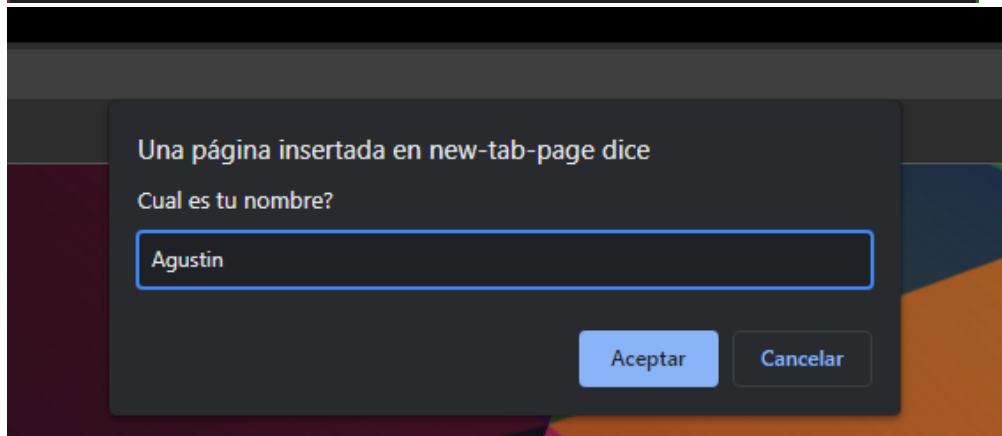 Una página insertada en new-tab-page dice
Cual es tu nombre?
Agustin
Aceptar Cancelar